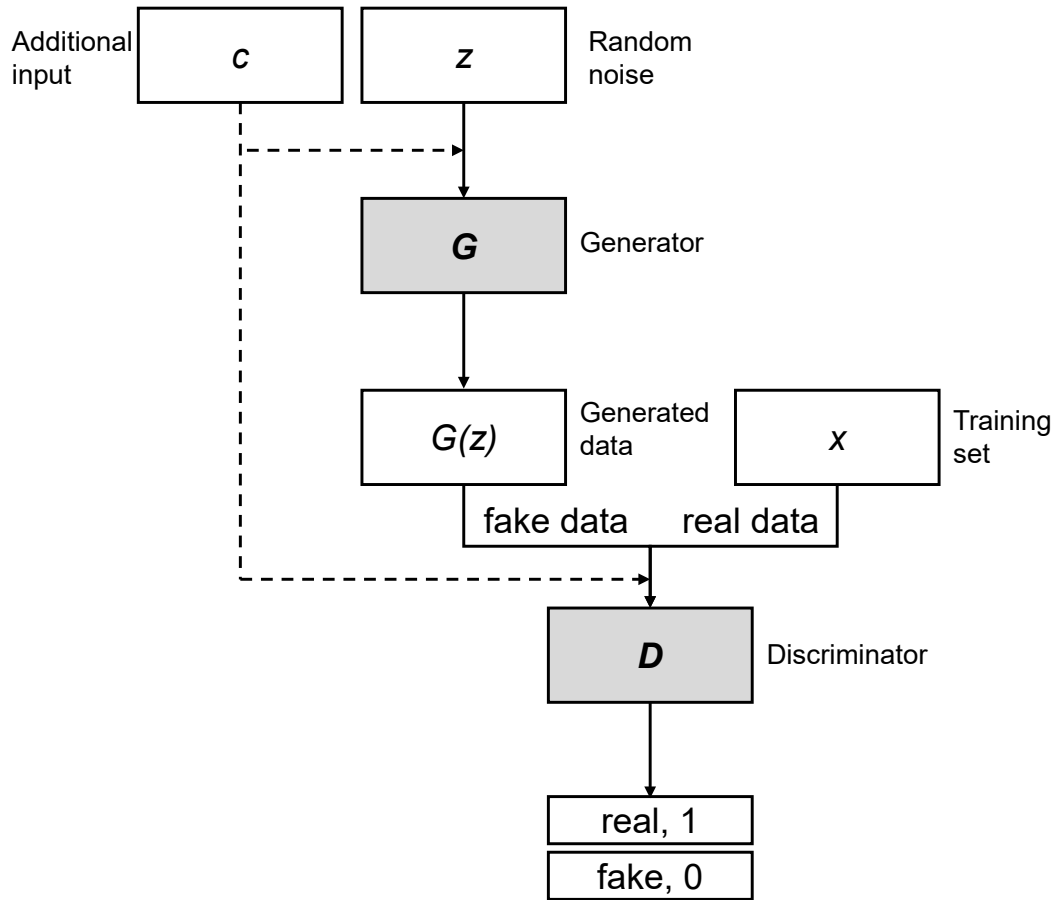 Additional
input
c
z
Random
noise
G
Generator
G(z)
Generated
data
x
Training
set
fake data
real data
D
Discriminator
real, 1
fake, 0